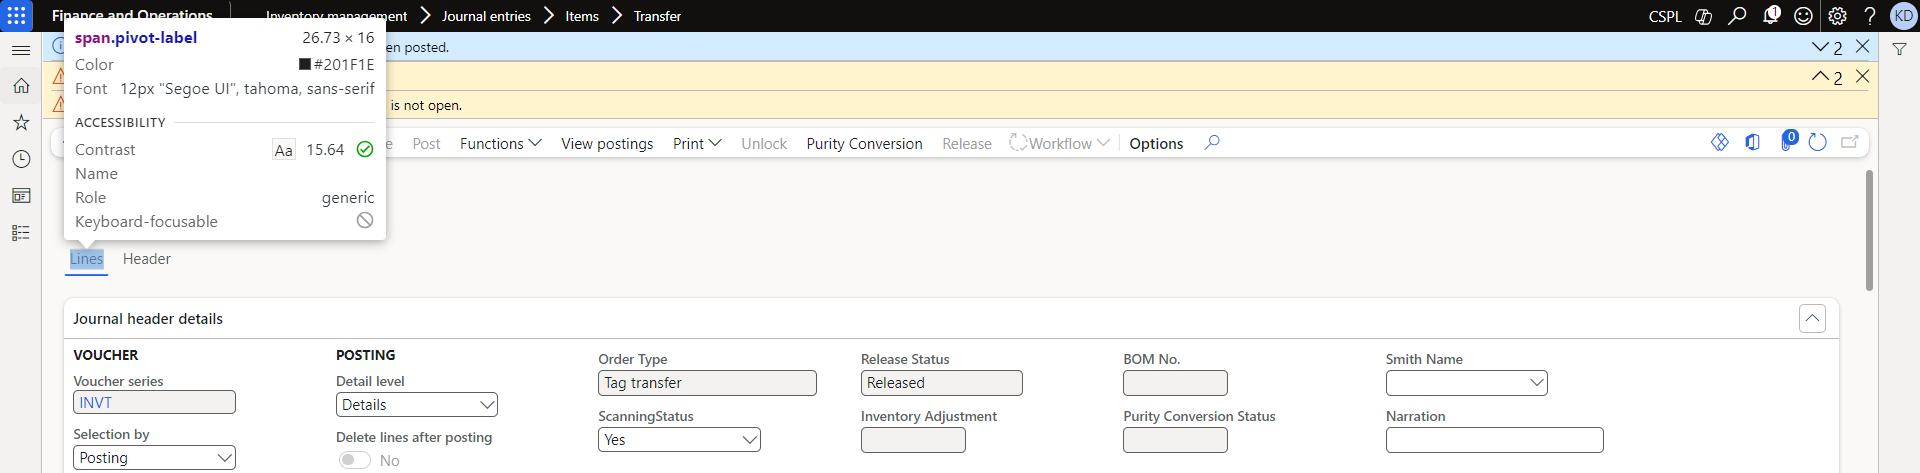 Finance and Operations
Inventory management > Journal entries > Items > Transfer
CSPL
1
?
KD
span.pivot-label 26.73 × 16
Color #201F1E
Font 12px "Segoe UI", tahoma, sans-serif
ACCESSIBILITY
Contrast Aa 15.64
Name
Role generic
Keyboard-focusable
en posted.
2
2
is not open.
Post Functions View postings Print Unlock Purity Conversion Release Workflow Options
0
Lines Header
Journal header details
VOUCHER
Voucher series
INVT
Selection by
Posting
POSTING
Detail level
Details
Delete lines after posting
No
Order Type
Tag transfer
ScanningStatus
Yes
Release Status
Released
Inventory Adjustment
BOM No.
Purity Conversion Status
Smith Name
Narration